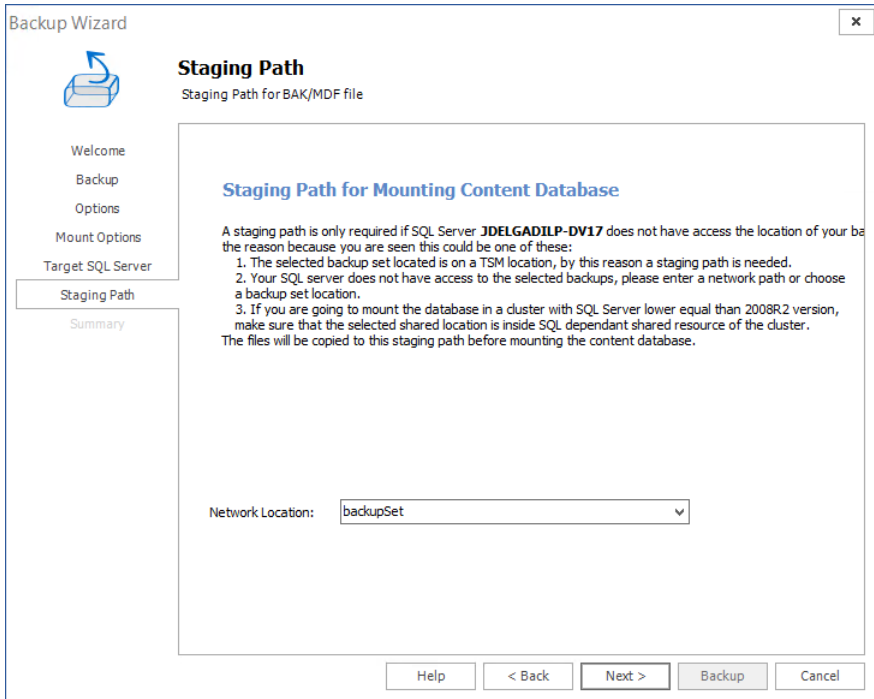 Backup Wizard
Staging Path
Staging Path for BAK/MDF file
Welcome
Backup
Options
Mount Options
Target SQL Server
Staging Path
Summary
Staging Path for Mounting Content Database
A staging path is only required if SQL Server JDELGADILP-DV17 does not have access the location of your ba
the reason because you are seen this could be one of these:
1. The selected backup set located is on a TSM location, by this reason a staging path is needed.
2. Your SQL server does not have access to the selected backups, please enter a network path or choose
a backup set location.
3. If you are going to mount the database in a cluster with SQL Server lower equal than 2008R2 version,
make sure that the selected shared location is inside SQL dependant shared resource of the cluster.
The files will be copied to this staging path before mounting the content database.
Network Location: backupSet
Help < Back Next > Backup Cancel